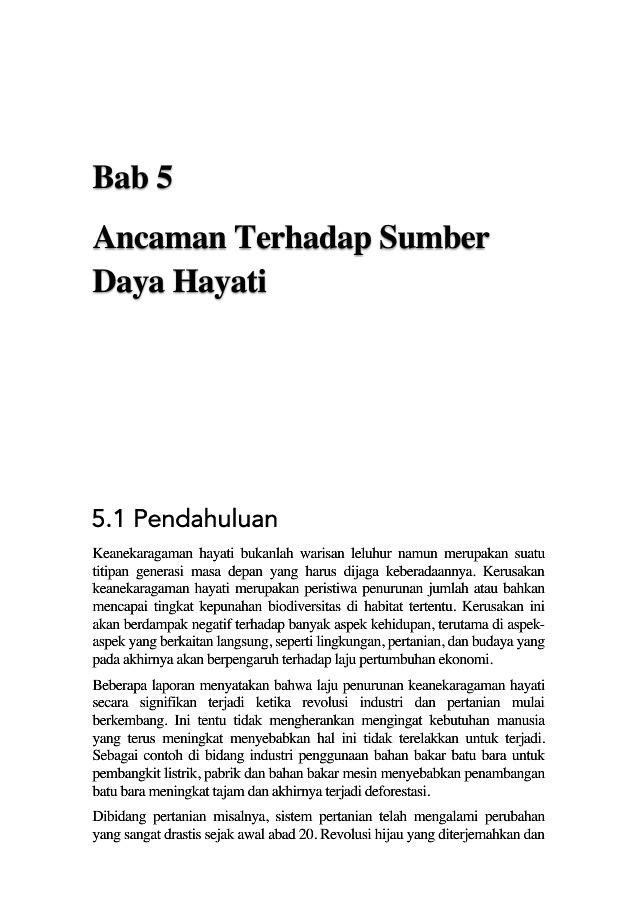 Bab 5
Ancaman Terhadap Sumber
Daya Hayati
5.1 Pendahuluan
Keanekaragaman hayati bukanlah warisan leluhur namun merupakan suatu
titipan generasi masa depan yang harus dijaga keberadaannya. Kerusakan
keanekaragaman hayati merupakan peristiwa penurunan jumlah atau bahkan
mencapai tingkat kepunahan biodiversitas di habitat tertentu. Kerusakan ini
akan berdampak negatif terhadap banyak aspek kehidupan, terutama di aspek-
aspek yang berkaitan langsung, seperti lingkungan, pertanian, dan budaya yang
pada akhirnya akan berpengaruh terhadap laju pertumbuhan ekonomi.
Beberapa laporan menyatakan bahwa laju penurunan keanekaragaman hayati
secara signifikan terjadi ketika revolusi industri dan pertanian mulai
berkembang. Ini tentu tidak mengherankan mengingat kebutuhan manusia
yang terus meningkat menyebabkan hal ini tidak terelakkan untuk terjadi.
Sebagai contoh di bidang industri penggunaan bahan bakar batu bara untuk
pembangkit listrik, pabrik dan bahan bakar mesin menyebabkan penambangan
batu bara meningkat tajam dan akhirnya terjadi deforestasi.
Dibidang pertanian misalnya, sistem pertanian telah mengalami perubahan
yang sangat drastis sejak awal abad 20. Revolusi hijau yang diterjemahkan dan